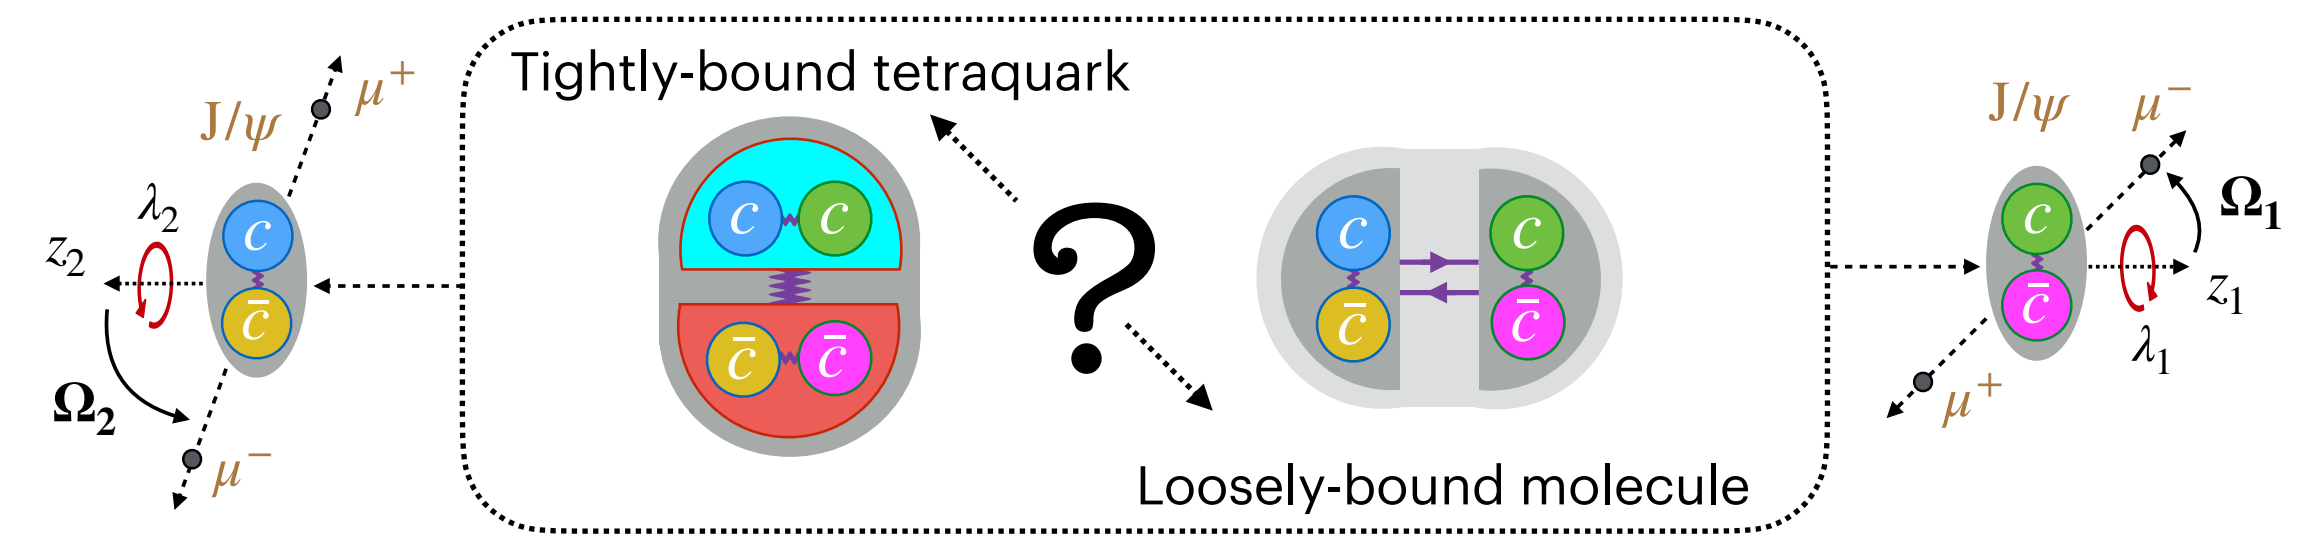 Tightly-bound tetraquark
μ⁺
J/ψ
λ₂
z₂
c
c̄
Ω₂
μ⁻
c c
c̄ c̄
?
c c
c̄ c̄
Loosely-bound molecule
J/ψ
μ⁻
Ω₁
c
c̄
z₁
λ₁
μ⁺